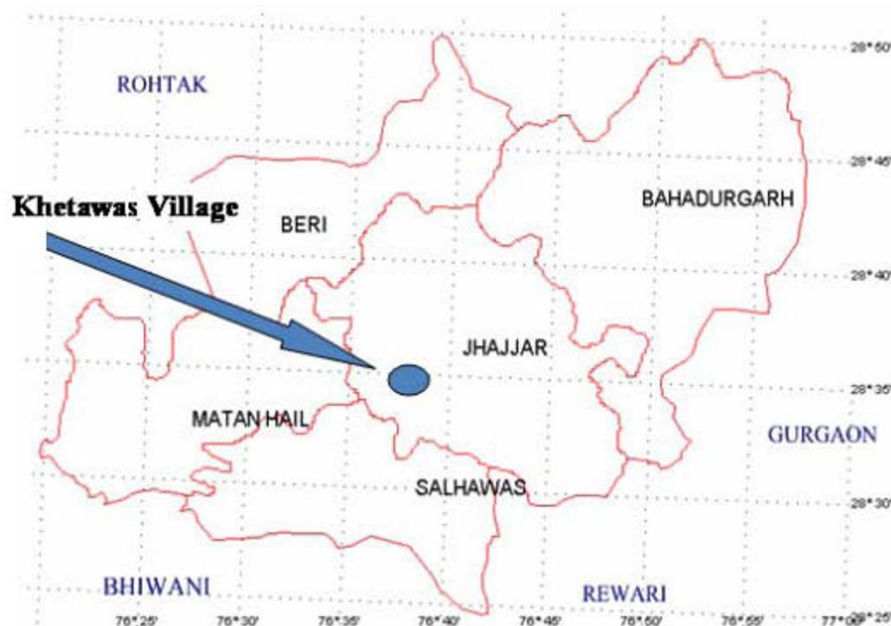 28°50'
ROHTAK
28°45'
BAHADURGARH
Khetawas Village
BERI
28°40'
JHAJJAR
28°35'
MATAN HAIL
GURGAON
SALHAWAS
28°30'
BHIWANI
REWARI
76°25' 76°30' 76°35' 76°40' 76°45' 76°50' 76°55'